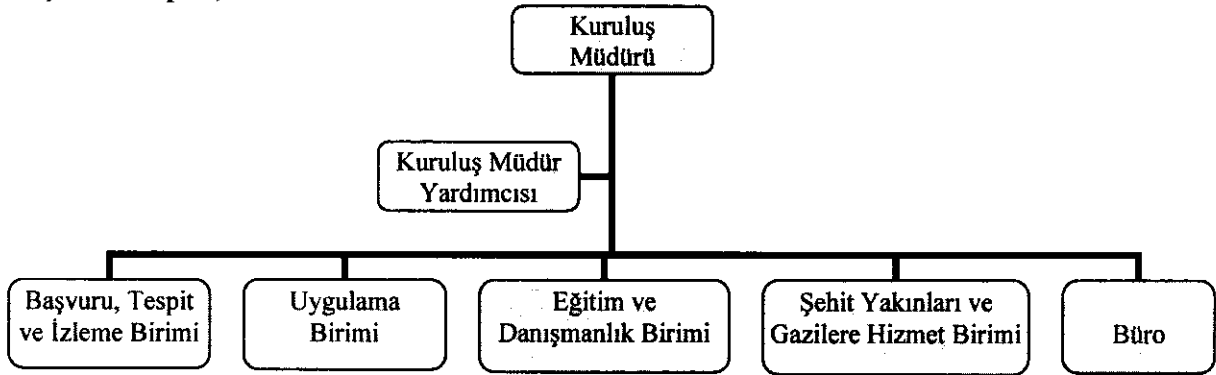 Kuruluş
Müdürü
Kuruluş Müdür
Yardımcısı
Başvuru, Tespit
ve İzleme Birimi
Uygulama
Birimi
Eğitim ve
Danışmanlık Birimi
Şehit Yakınları ve
Gazilere Hizmet Birimi
Büro